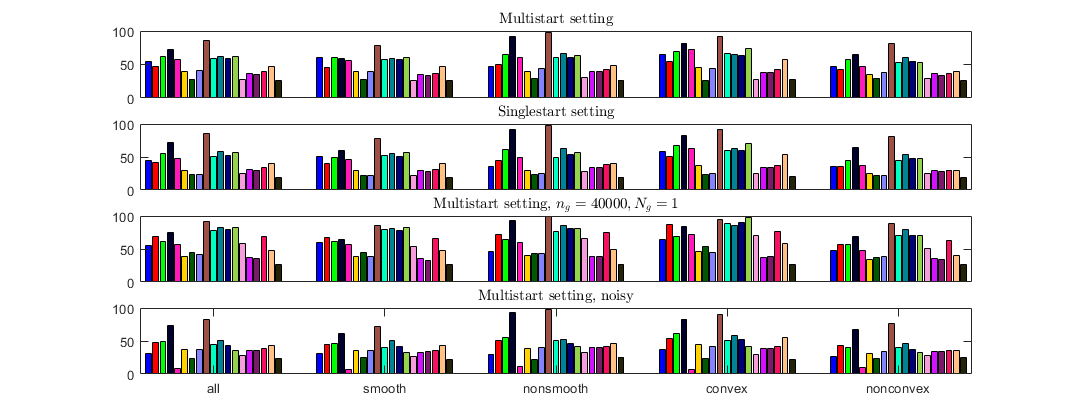 Multistart setting
100
50
0
Singlestart setting
100
50
0
Multistart setting, n_g = 40000, N_g = 1
100
50
0
Multistart setting, noisy
100
50
0
all smooth nonsmooth convex nonconvex